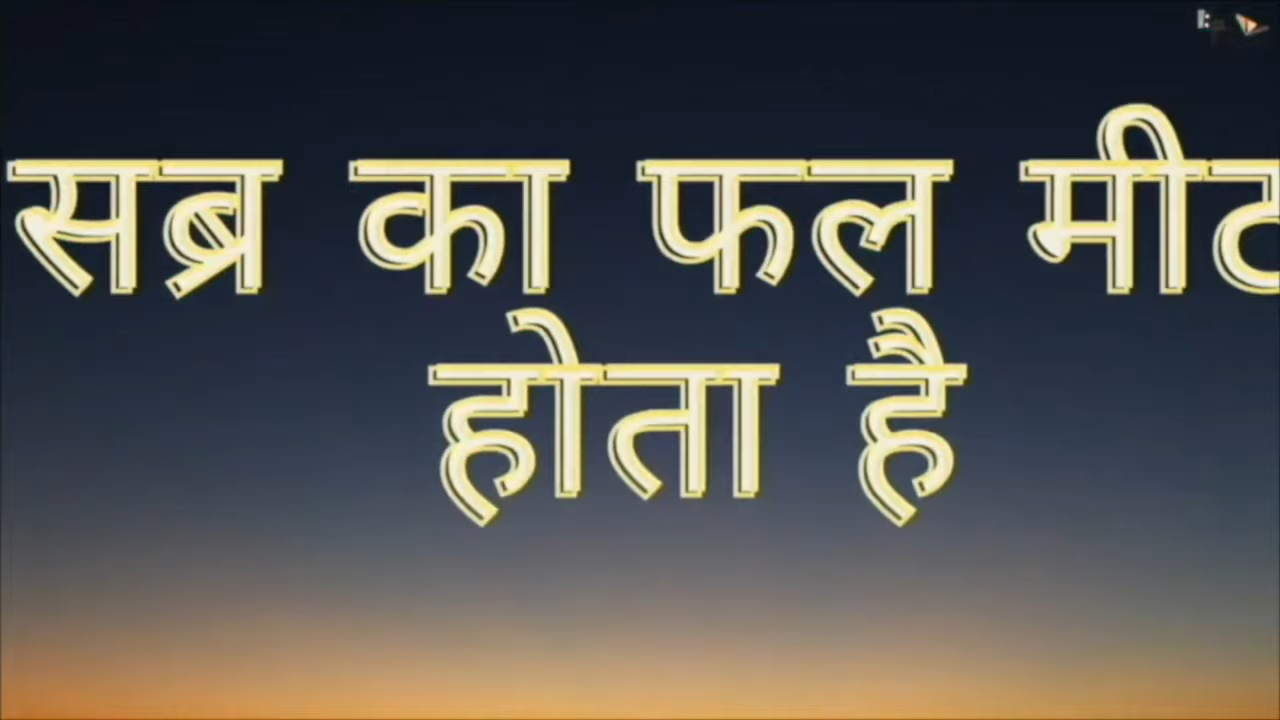 सब्र का फल
होता है